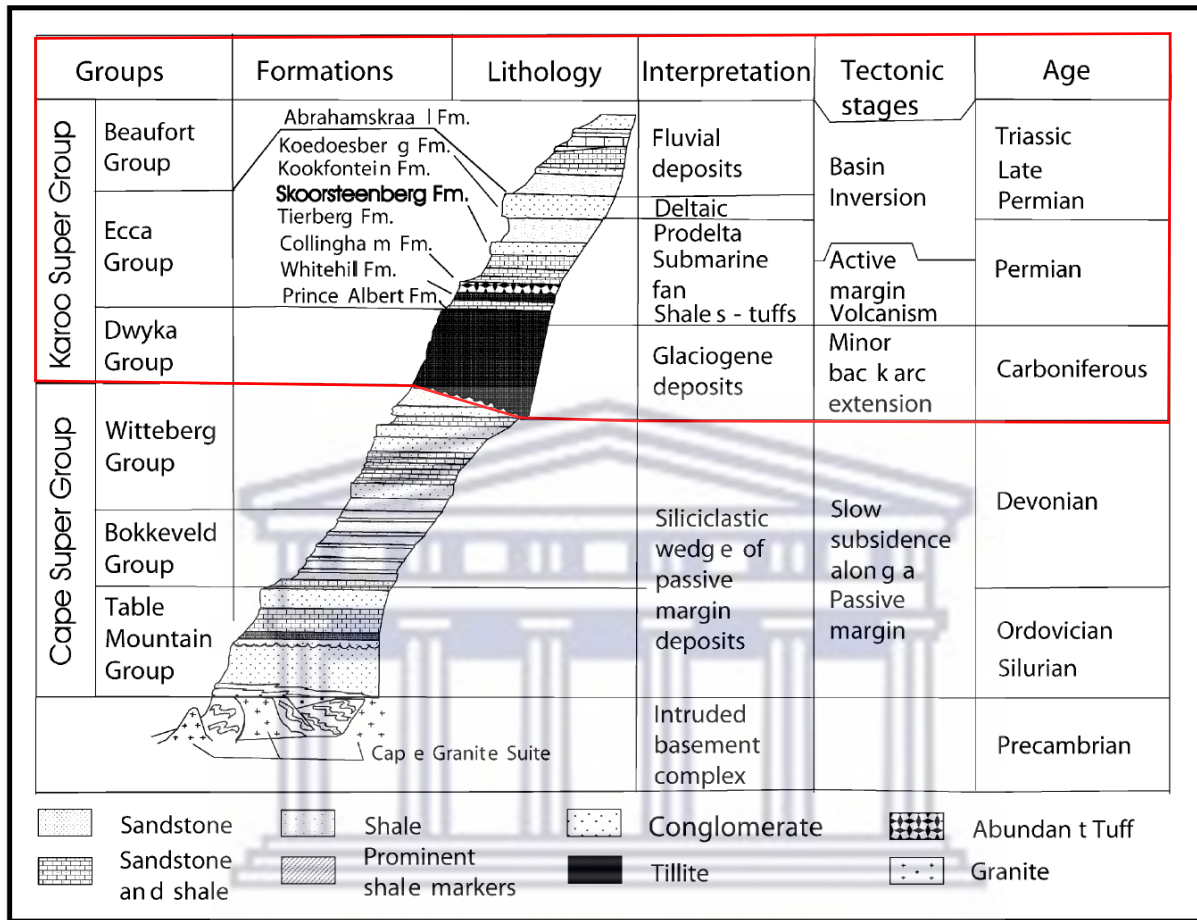 Groups
Formations
Lithology
Interpretation
Tectonic
stages
Age
Karoo Super Group
Beaufort
Group
Ecca
Group
Dwyka
Group
Abrahamskraa l Fm.
Koedoesber g Fm.
Kookfontein Fm.
Skoorsteenberg Fm.
Tierberg Fm.
Collingha m Fm.
Whitehill Fm.
Prince Albert Fm.
Fluvial
deposits
Deltaic
Prodelta
Submarine
fan
Shale s - tuffs
Glaciogene
deposits
Basin
Inversion
Active
margin
Volcanism
Minor
bac k arc
extension
Triassic
Late
Permian
Permian
Carboniferous
Cape Super Group
Witteberg
Group
Bokkeveld
Group
Table
Mountain
Group
Cap e Granite Suite
Siliciclastic
wedg e of
passive
margin
deposits
Intruded
basement
complex
Slow
subsidence
alon g a
Passive
margin
Devonian
Ordovician
Silurian
Precambrian
Sandstone
Shale
Conglomerate
Abundan t Tuff
Sandstone
an d shale
Prominent
shale markers
Tillite
Granite